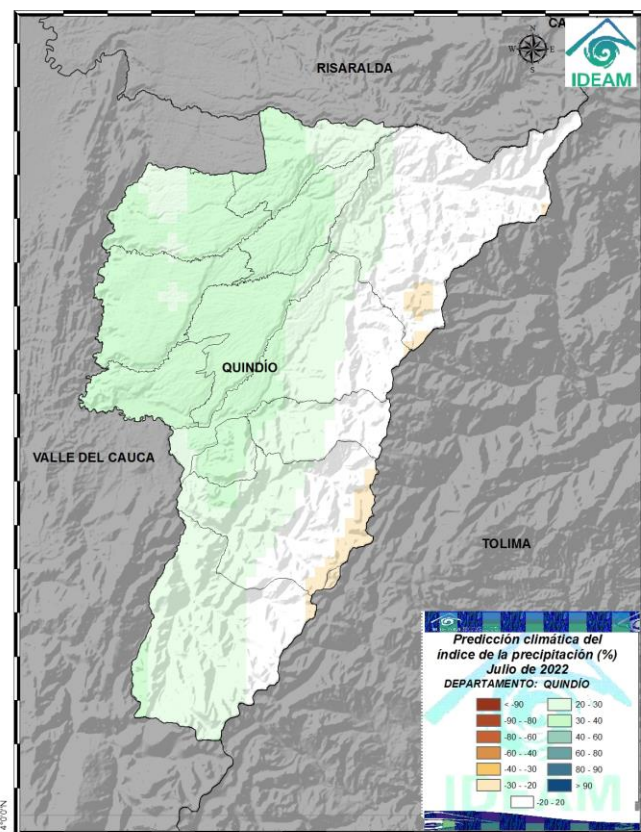 CA
N
W E
S
IDEAM
RISARALDA
QUINDÍO
VALLE DEL CAUCA
TOLIMA
Predicción climática del
índice de la precipitación (%)
Julio de 2022
DEPARTAMENTO: QUINDÍO
< -90 20 - 30
-90 - -80 30 - 40
-80 - -60 40 - 60
-60 - -40 60 - 80
-40 - -30 80 - 90
-30 - -20 > 90
-20 - 20
IDEAM
4°0'0"N